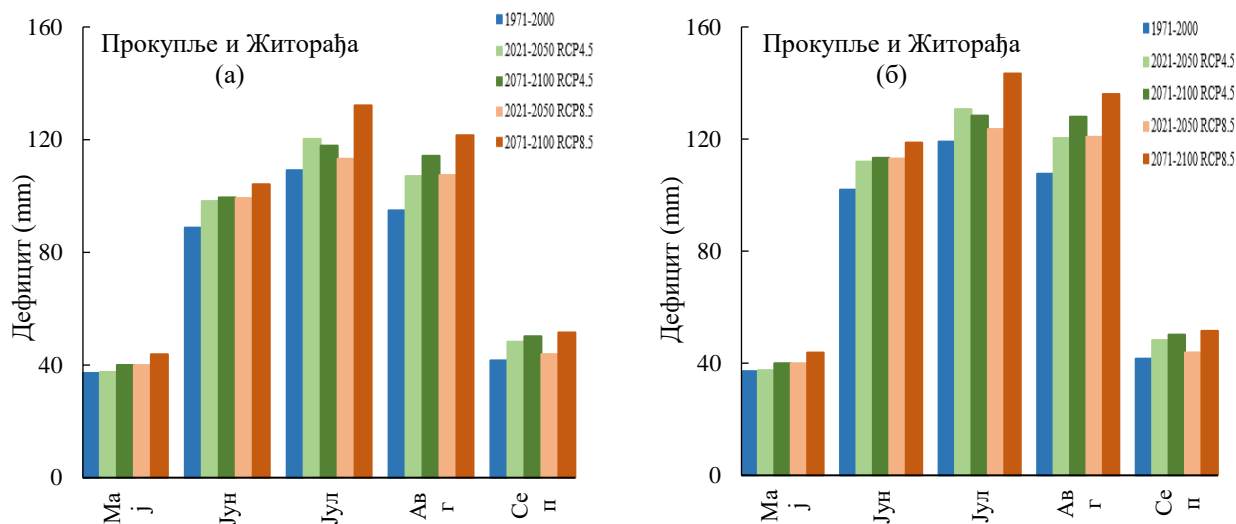 160
120
80
40
0
Дефицит (mm)
Прокупље и Житорађа
(а)
1971-2000
2021-2050 RCP4.5
2071-2100 RCP4.5
2021-2050 RCP8.5
2071-2100 RCP8.5
Ма
ј
Јун
Јул
Ав
г
Се
п
160
120
80
40
0
Дефицит (mm)
Прокупље и Житорађа
(б)
1971-2000
2021-2050 RCP4.5
2071-2100 RCP4.5
2021-2050 RCP8.5
2071-2100 RCP8.5
Ма
ј
Јун
Јул
Ав
г
Се
п